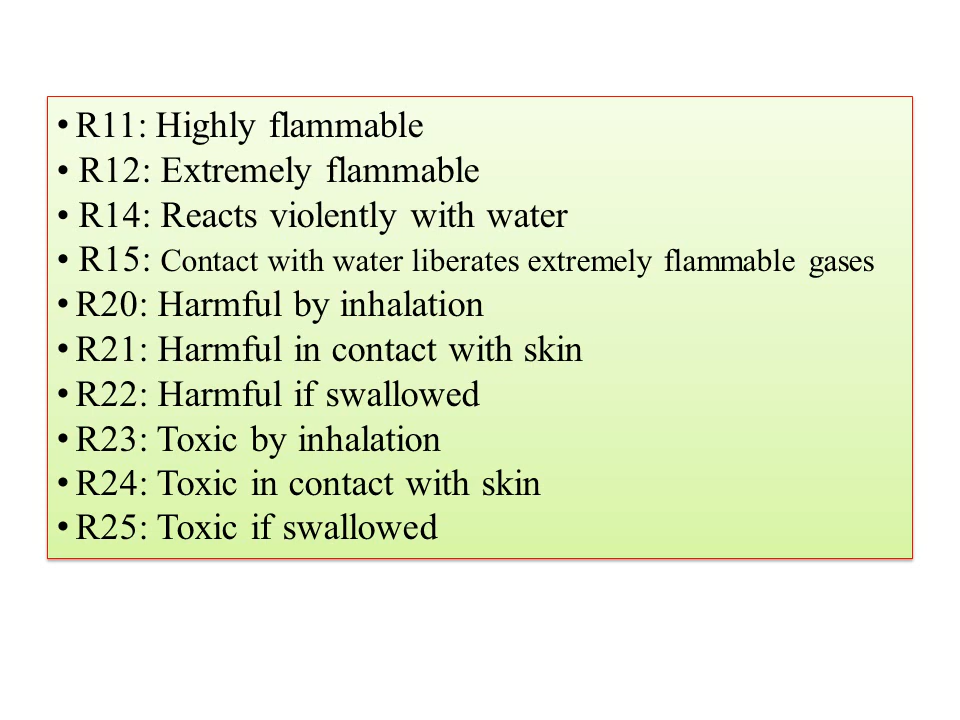 • R11: Highly flammable
• R12: Extremely flammable
• R14: Reacts violently with water
• R15: Contact with water liberates extremely flammable gases
• R20: Harmful by inhalation
• R21: Harmful in contact with skin
• R22: Harmful if swallowed
• R23: Toxic by inhalation
• R24: Toxic in contact with skin
• R25: Toxic if swallowed